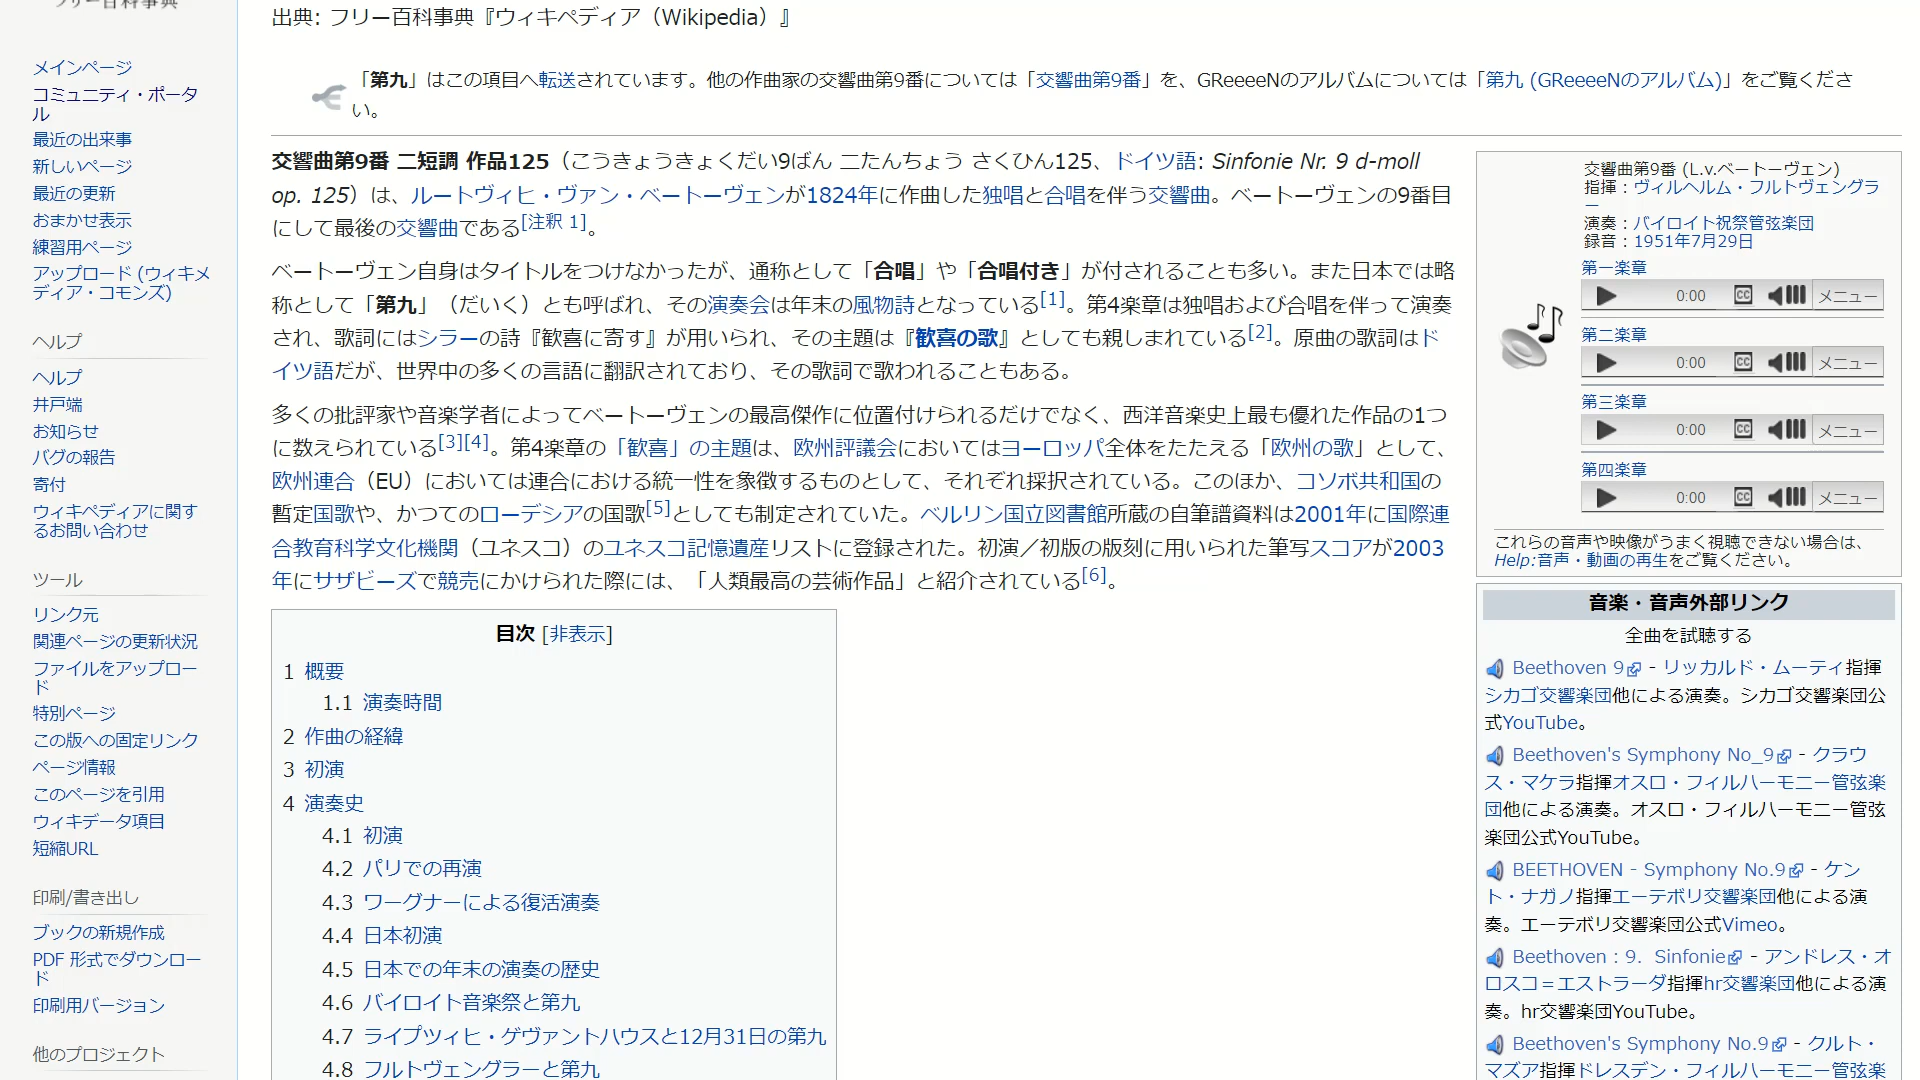 フリー百科事典
メインページ
コミュニティ・ポータ
ル
最近の出来事
新しいページ
最近の更新
おまかせ表示
練習用ページ
アップロード (ウィキメ
ディア・コモンズ)
ヘルプ
ヘルプ
井戸端
お知らせ
バグの報告
寄付
ウィキペディアに関す
るお問い合わせ
ツール
リンク元
関連ページの更新状況
ファイルをアップロー
ド
特別ページ
この版への固定リンク
ページ情報
このページを引用
ウィキデータ項目
短縮URL
印刷/書き出し
ブックの新規作成
PDF 形式でダウンロー
ド
印刷用バージョン
他のプロジェクト
出典: フリー百科事典『ウィキペディア（Wikipedia）』
「第九」はこの項目へ転送されています。他の作曲家の交響曲第9番については「交響曲第9番」を、GReeeeNのアルバムについては「第九 (GReeeeNのアルバム)」をご覧くださ
い。
交響曲第9番 ニ短調 作品125（こうきょうきょくだい9ばん ニたんちょう さくひん125、ドイツ語: Sinfonie Nr. 9 d-moll
op. 125）は、ルートヴィヒ・ヴァン・ベートーヴェンが1824年に作曲した独唱と合唱を伴う交響曲。ベートーヴェンの9番目
にして最後の交響曲である[注釈 1]。
ベートーヴェン自身はタイトルをつけなかったが、通称として「合唱」や「合唱付き」が付されることも多い。また日本では略
称として「第九」（だいく）とも呼ばれ、その演奏会は年末の風物詩となっている[1]。第4楽章は独唱および合唱を伴って演奏
され、歌詞にはシラーの詩『歓喜に寄す』が用いられ、その主題は『歓喜の歌』としても親しまれている[2]。原曲の歌詞はド
イツ語だが、世界中の多くの言語に翻訳されており、その歌詞で歌われることもある。
多くの批評家や音楽学者によってベートーヴェンの最高傑作に位置付けられるだけでなく、西洋音楽史上最も優れた作品の1つ
に数えられている[3][4]。第4楽章の「歓喜」の主題は、欧州評議会においてはヨーロッパ全体をたたえる「欧州の歌」として、
欧州連合（EU）においては連合における統一性を象徴するものとして、それぞれ採択されている。このほか、コソボ共和国の
暫定国歌や、かつてのローデシアの国歌[5]としても制定されていた。ベルリン国立図書館所蔵の自筆譜資料は2001年に国際連
合教育科学文化機関（ユネスコ）のユネスコ記憶遺産リストに登録された。初演／初版の版刻に用いられた筆写スコアが2003
年にサザビーズで競売にかけられた際には、「人類最高の芸術作品」と紹介されている[6]。
目次 [非表示]
1 概要
1.1 演奏時間
2 作曲の経緯
3 初演
4 演奏史
4.1 初演
4.2 パリでの再演
4.3 ワーグナーによる復活演奏
4.4 日本初演
4.5 日本での年末の演奏の歴史
4.6 バイロイト音楽祭と第九
4.7 ライプツィヒ・ゲヴァントハウスと12月31日の第九
4.8 フルトヴェングラーと第九
交響曲第9番 (L.v.ベートーヴェン)
指揮：ヴィルヘルム・フルトヴェングラ
ー
演奏：バイロイト祝祭管弦楽団
録音：1951年7月29日
第一楽章
0:00 CC メニュー
第二楽章
0:00 CC メニュー
第三楽章
0:00 CC メニュー
第四楽章
0:00 CC メニュー
これらの音声や映像がうまく視聴できない場合は、
Help:音声・動画の再生をご覧ください。
音楽・音声外部リンク
全曲を試聴する
Beethoven 9 - リッカルド・ムーティ指揮
シカゴ交響楽団他による演奏。シカゴ交響楽団公
式YouTube。
Beethoven's Symphony No_9 - クラウ
ス・マケラ指揮オスロ・フィルハーモニー管弦楽
団他による演奏。オスロ・フィルハーモニー管弦
楽団公式YouTube。
BEETHOVEN - Symphony No.9 - ケン
ト・ナガノ指揮エーテボリ交響楽団他による演
奏。エーテボリ交響楽団公式Vimeo。
Beethoven : 9. Sinfonie - アンドレス・オ
ロスコ＝エストラーダ指揮hr交響楽団他による演
奏。hr交響楽団YouTube。
Beethoven's Symphony No.9 - クルト・
マズア指揮ドレスデン・フィルハーモニー管弦楽